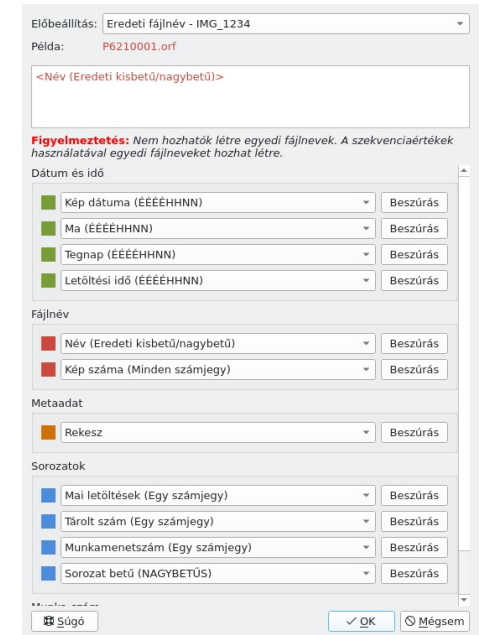 Előbeállítás: Eredeti fájlnév - IMG_1234
Példa: P6210001.orf
<Név (Eredeti kisbetű/nagybetű)>
Figyelmeztetés: Nem hozhatók létre egyedi fájlnevek. A szekvenciaértékek
használatával egyedi fájlneveket hozhat létre.
Dátum és idő
Kép dátuma (ÉÉÉÉHHNN) Beszúrás
Ma (ÉÉÉÉHHNN) Beszúrás
Tegnap (ÉÉÉÉHHNN) Beszúrás
Letöltési idő (ÉÉÉÉHHNN) Beszúrás
Fájlnév
Név (Eredeti kisbetű/nagybetű) Beszúrás
Kép száma (Minden számjegy) Beszúrás
Metaadat
Rekesz Beszúrás
Sorozatok
Mai letöltések (Egy számjegy) Beszúrás
Tárolt szám (Egy számjegy) Beszúrás
Munkamenetszám (Egy számjegy) Beszúrás
Sorozat betű (NAGYBETŰS) Beszúrás
Súgó OK Mégsem